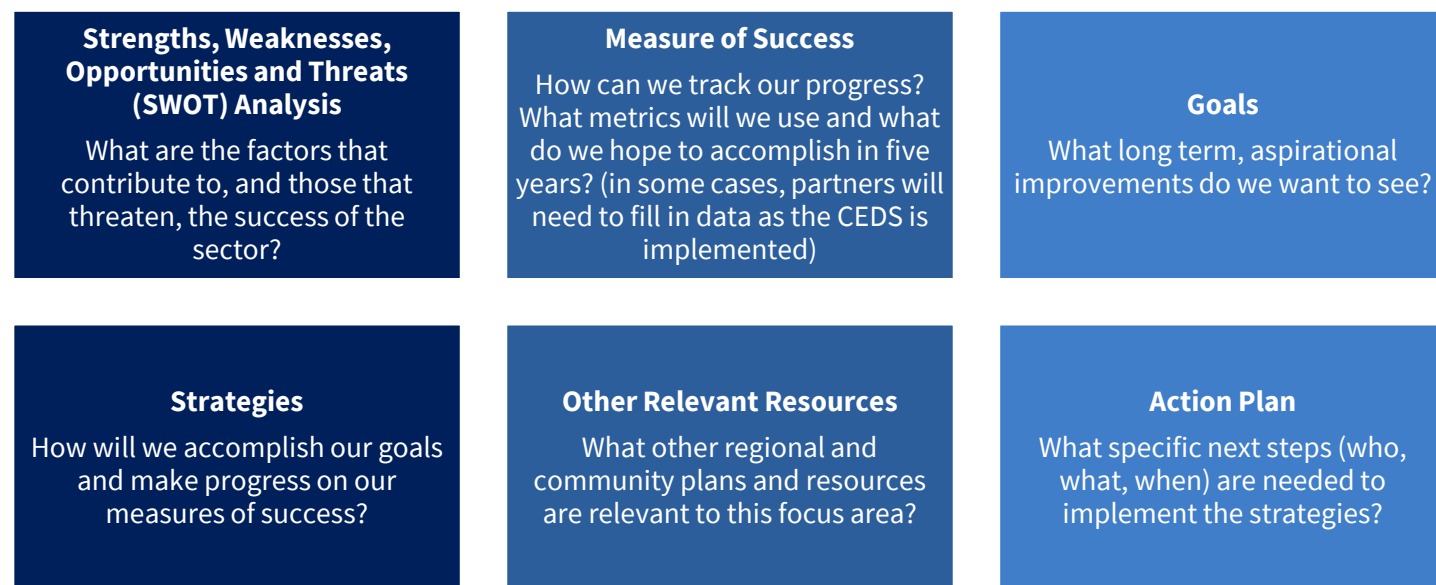 Strengths, Weaknesses,
Opportunities and Threats
(SWOT) Analysis
What are the factors that
contribute to, and those that
threaten, the success of the
sector?
Measure of Success
How can we track our progress?
What metrics will we use and what
do we hope to accomplish in five
years? (in some cases, partners will
need to fill in data as the CEDS is
implemented)
Goals
What long term, aspirational
improvements do we want to see?
Strategies
How will we accomplish our goals
and make progress on our
measures of success?
Other Relevant Resources
What other regional and
community plans and resources
are relevant to this focus area?
Action Plan
What specific next steps (who,
what, when) are needed to
implement the strategies?